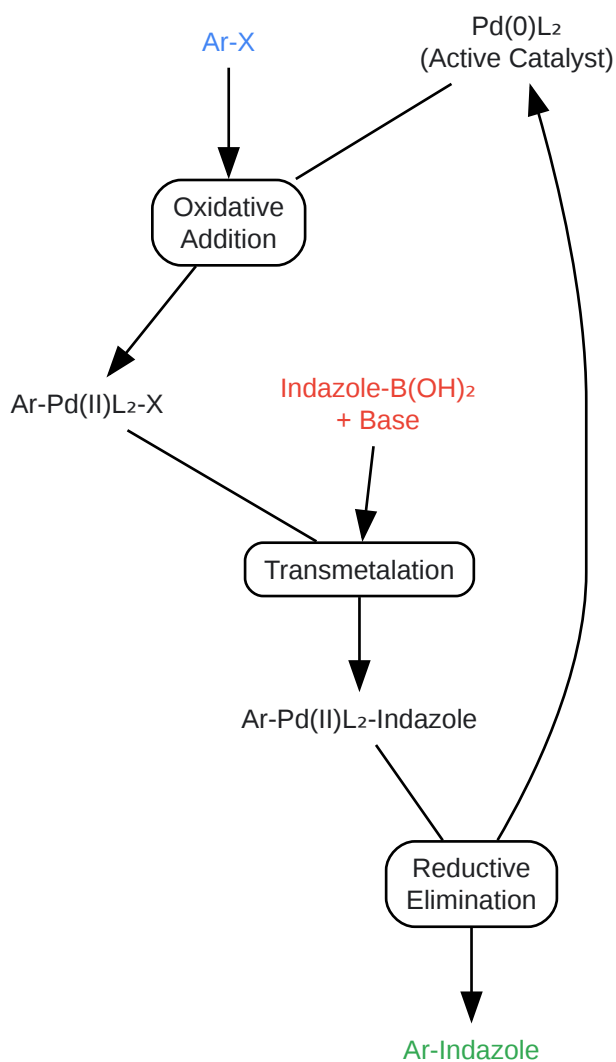 Ar-X
Pd(0)L₂
(Active Catalyst)
Oxidative
Addition
Ar-Pd(II)L₂-X
Indazole-B(OH)₂
+ Base
Transmetalation
Ar-Pd(II)L₂-Indazole
Reductive
Elimination
Ar-Indazole